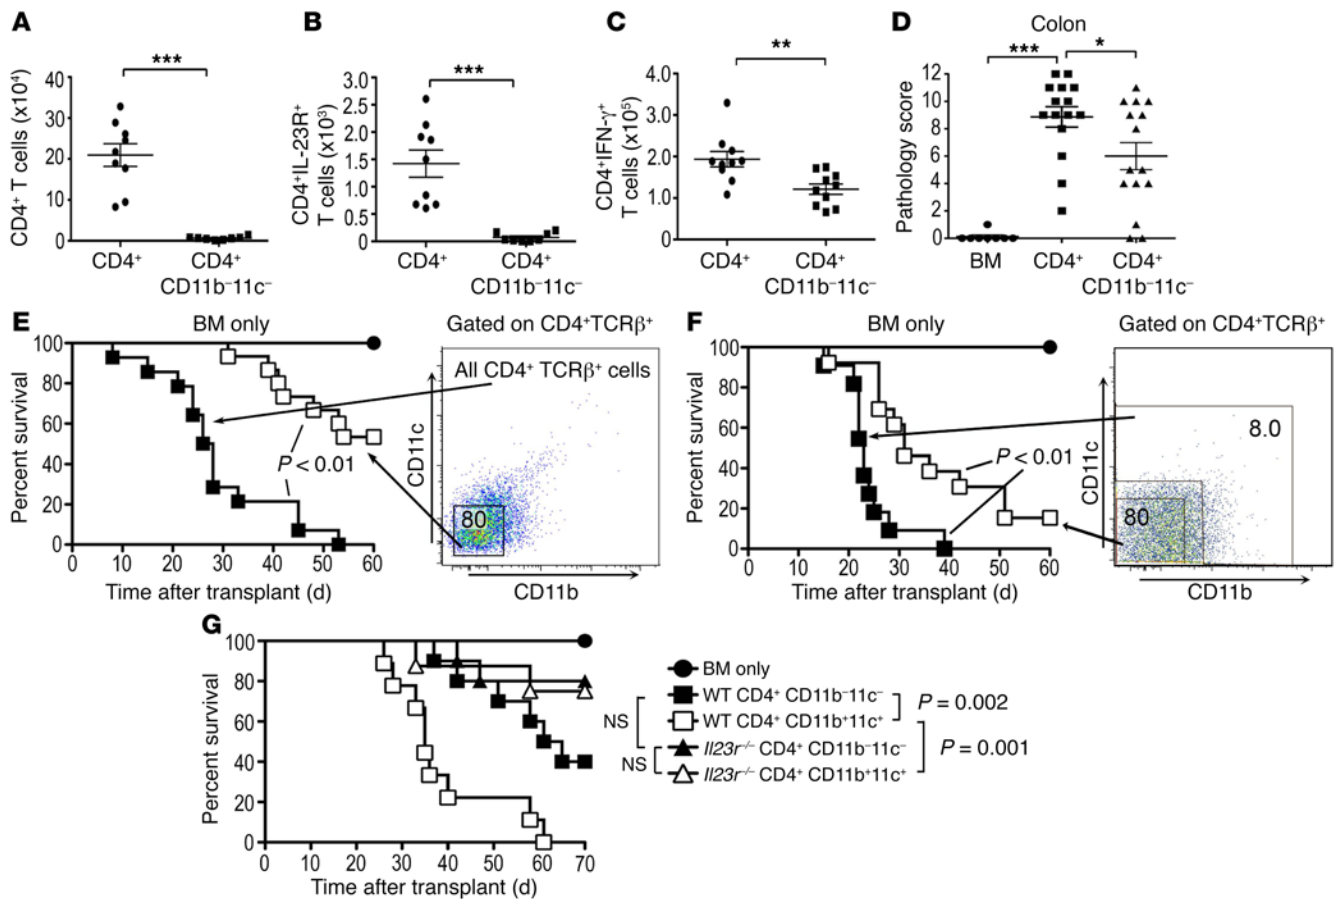 A
***
CD4⁺ T cells (x10⁴)
40
30
20
10
0
CD4⁺
CD4⁺
CD11b⁻11c⁻
B
***
CD4⁺IL-23R⁺
T cells (x10³)
3.0
2.5
2.0
1.5
1.0
0.5
0
CD4⁺
CD4⁺
CD11b⁻11c⁻
C
**
CD4⁺IFN-γ⁺
T cells (x10⁵)
4.0
3.0
2.0
1.0
0
CD4⁺
CD4⁺
CD11b⁻11c⁻
D
Colon
***
*
Pathology score
12
10
8
6
4
2
0
BM
CD4⁺
CD4⁺
CD11b⁻11c⁻
E
BM only
Percent survival
100
80
60
40
20
0
P < 0.01
0 10 20 30 40 50 60
Time after transplant (d)
Gated on CD4⁺TCRβ⁺
All CD4⁺ TCRβ⁺ cells
CD11c
80
CD11b
F
BM only
Percent survival
100
80
60
40
20
0
P < 0.01
0 10 20 30 40 50 60
Time after transplant (d)
Gated on CD4⁺TCRβ⁺
8.0
CD11c
80
CD11b
G
Percent survival
100
80
60
40
20
0
0 10 20 30 40 50 60 70
Time after transplant (d)
BM only
WT CD4⁺ CD11b⁻11c⁻
WT CD4⁺ CD11b⁺11c⁺
Il23r⁻/⁻ CD4⁺ CD11b⁻11c⁻
Il23r⁻/⁻ CD4⁺ CD11b⁺11c⁺
NS
NS
P = 0.002
P = 0.001